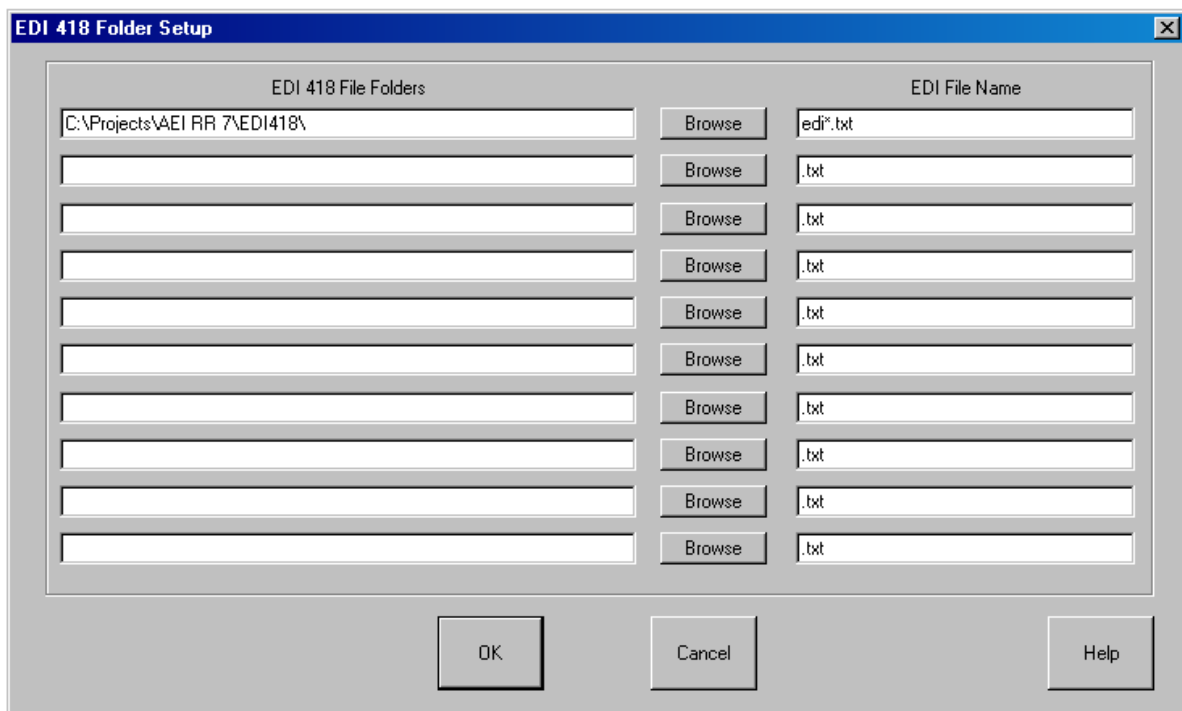 EDI 418 Folder Setup
EDI 418 File Folders EDI File Name
C:\Projects\AEI RR 7\EDI418\ Browse edi*.txt
Browse .txt
Browse .txt
Browse .txt
Browse .txt
Browse .txt
Browse .txt
Browse .txt
Browse .txt
Browse .txt
OK Cancel Help